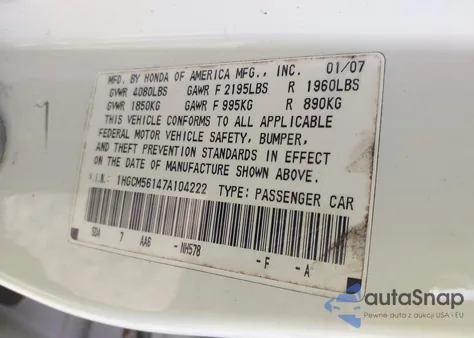 MFD. BY HONDA OF AMERICA MFG., INC. 01/07
GVWR 4080LBS GAWR F 2195LBS R 1960LBS
GVWR 1850KG GAWR F 995KG R 890KG
THIS VEHICLE CONFORMS TO ALL APPLICABLE
FEDERAL MOTOR VEHICLE SAFETY, BUMPER,
AND THEFT PREVENTION STANDARDS IN EFFECT
ON THE DATE OF MANUFACTURE SHOWN ABOVE.
V.I.N.: 1HGCM56147A104222 TYPE: PASSENGER CAR
SDA 7 AA6 -NH578 -F -A
autoSnap
Pewne auta z aukcji USA i EU